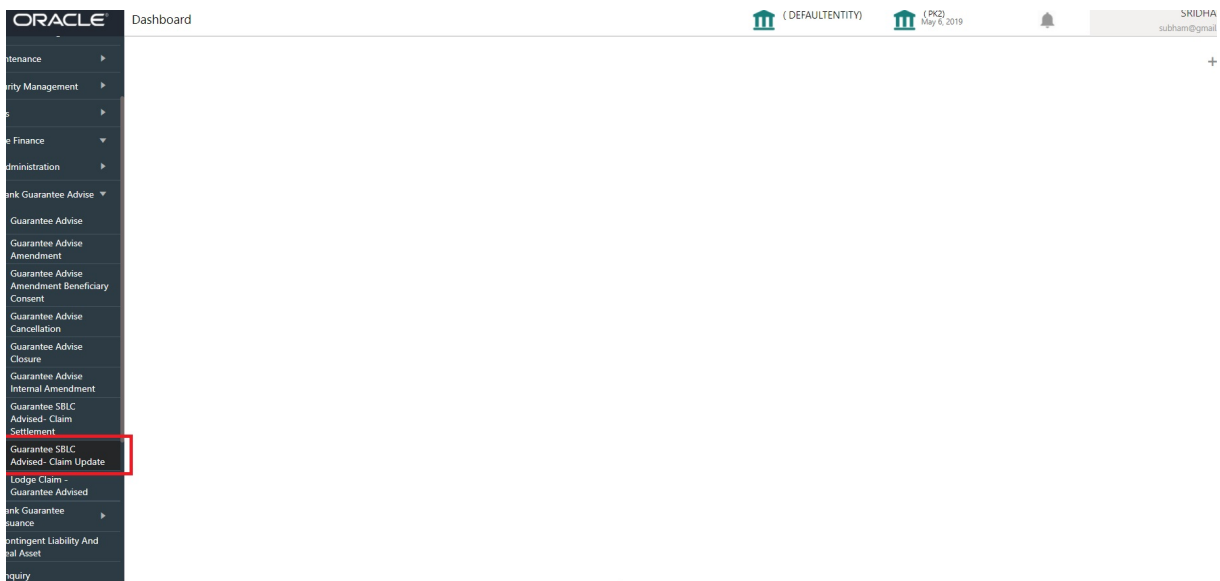 ORACLE
Dashboard
( DEFAULTENTITY)
( PK2)
May 6, 2019
SRIDHA
subham@gmail
ntenance
rity Management
s
e Finance
dministration
ank Guarantee Advise
Guarantee Advise
Guarantee Advise
Amendment
Guarantee Advise
Amendment Beneficiary
Consent
Guarantee Advise
Cancellation
Guarantee Advise
Closure
Guarantee Advise
Internal Amendment
Guarantee SBLC
Advised- Claim
Settlement
Guarantee SBLC
Advised- Claim Update
Lodge Claim -
Guarantee Advised
ank Guarantee
suance
ontingent Liability And
eal Asset
nquiry